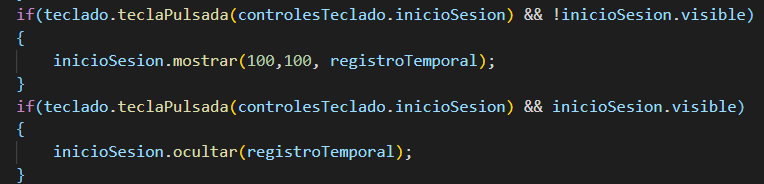 if(teclado.teclaPulsada(controlesTeclado.inicioSesion) && !inicioSesion.visible)
{
    inicioSesion.mostrar(100,100, registroTemporal);
}
if(teclado.teclaPulsada(controlesTeclado.inicioSesion) && inicioSesion.visible)
{
    inicioSesion.ocultar(registroTemporal);
}